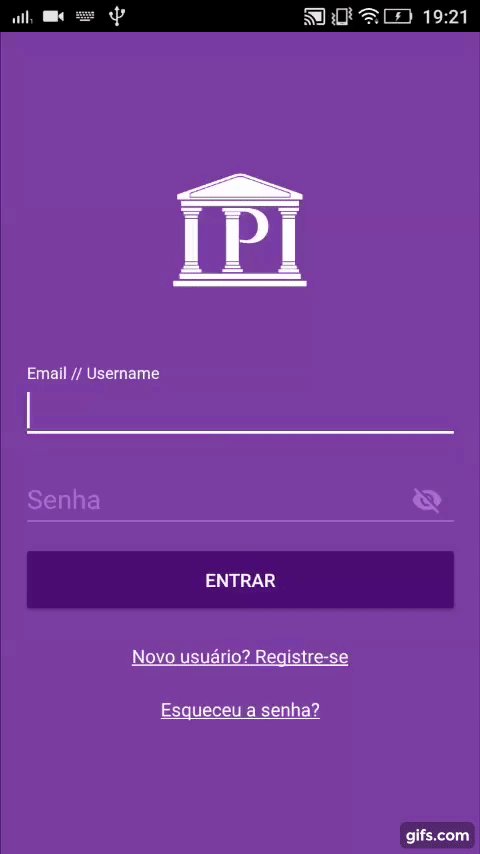 19:21
P
Email // Username
Senha
ENTRAR
Novo usuário? Registre-se
Esqueceu a senha?
gifs.com